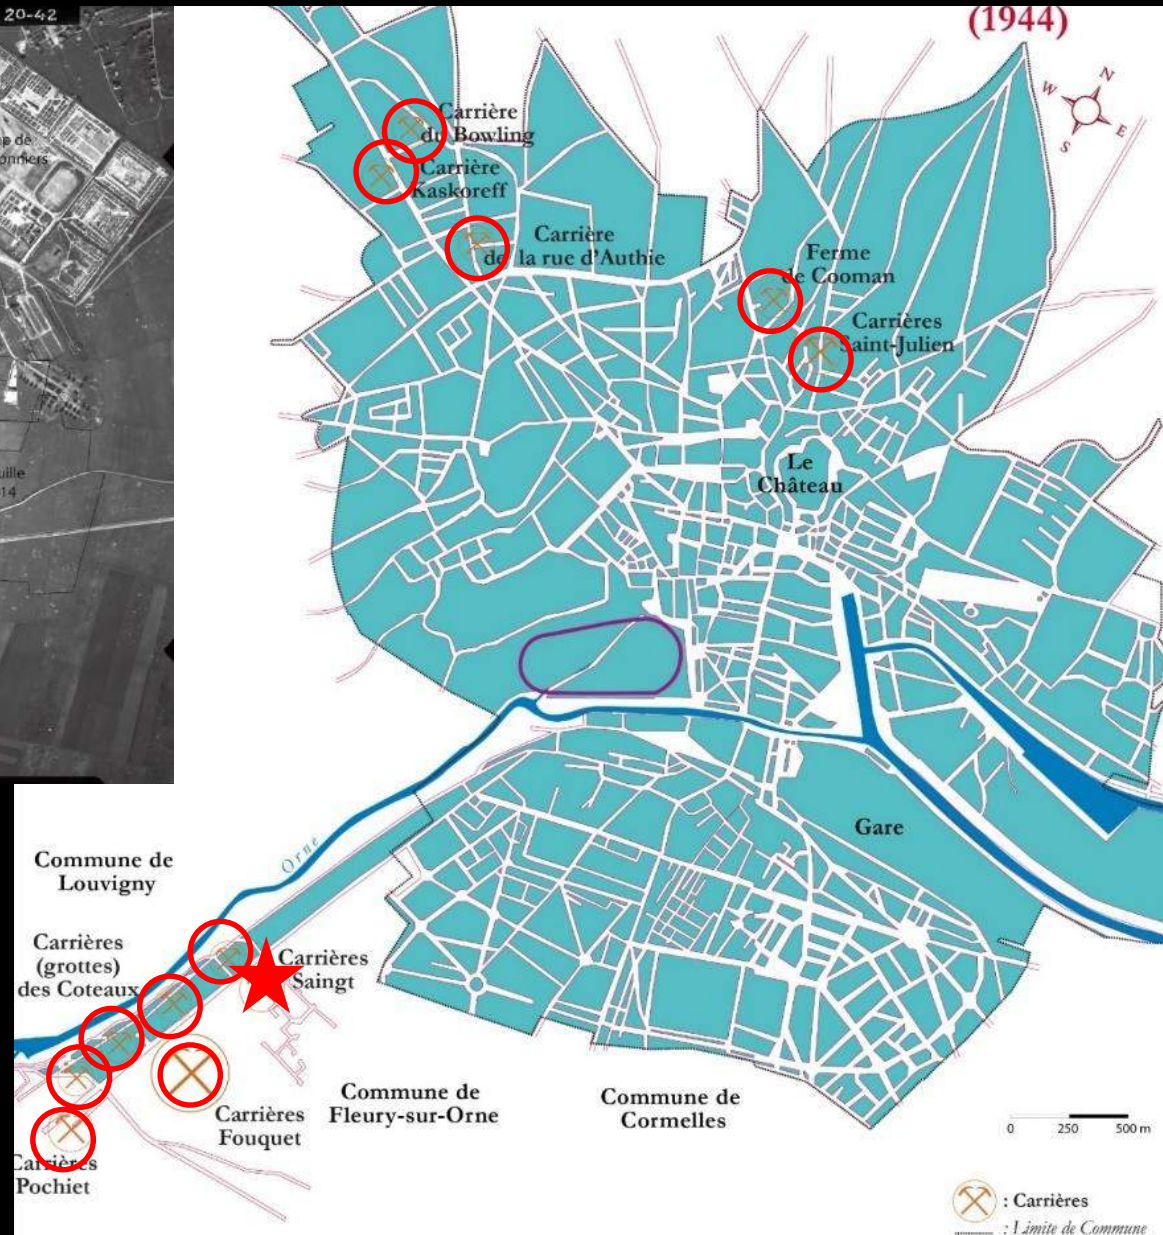 20-42
(1944)
N
W
E
S
Carrière
du Bowling
Carrière
Kaskoreff
Carrière
de la rue d'Authie
Ferme
de Cooman
Carrières
Saint-Julien
Le
Château
Gare
Commune de
Louvigny
Orne
Carrières
(grottes)
des Coteaux
Carrières
Saingt
Carrières
Fouquet
Commune de
Fleury-sur-Orne
Commune de
Cormelles
Carrières
Pochiet
0 250 500 m
: Carrières
: Limite de Commune